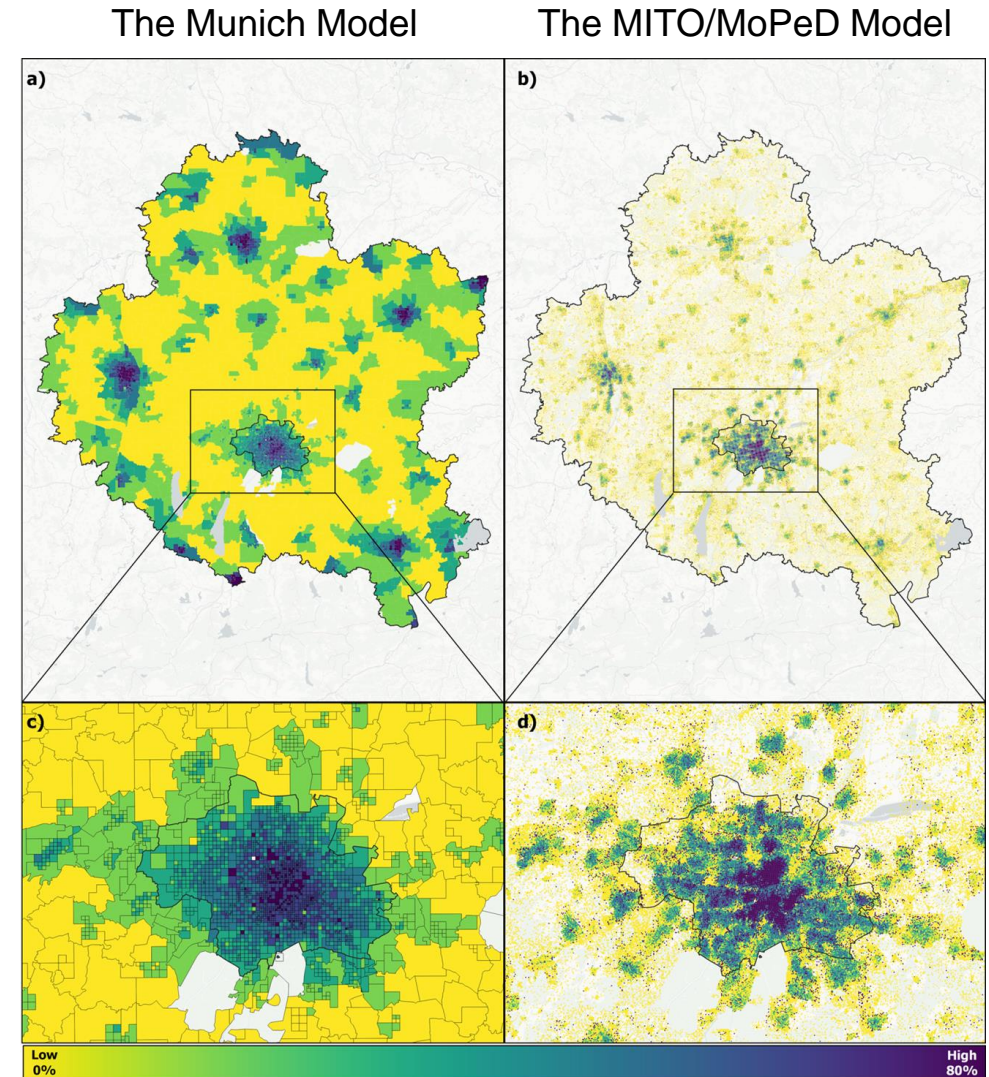 The Munich Model
The MITO/MoPeD Model
a)
b)
c)
d)
Low
0%
High
80%